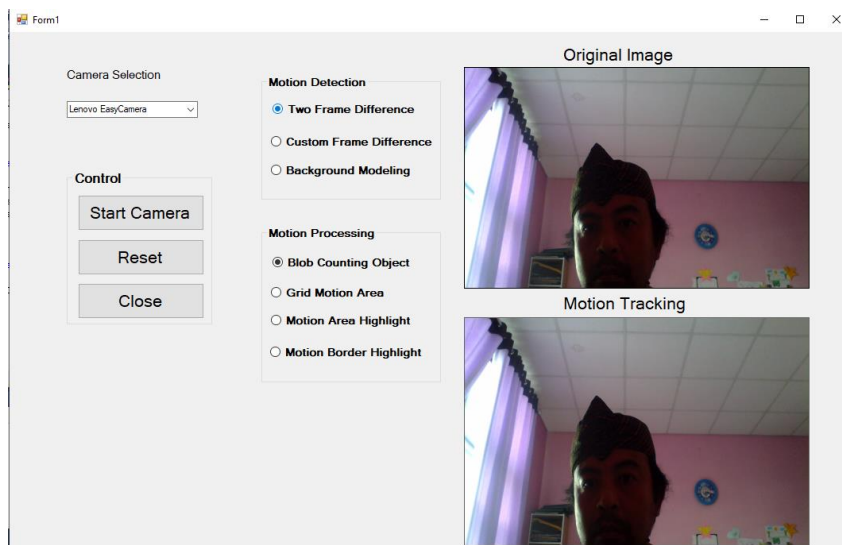 Form1
Camera Selection
Lenovo EasyCamera
Control
Start Camera
Reset
Close
Motion Detection
Two Frame Difference
Custom Frame Difference
Background Modeling
Motion Processing
Blob Counting Object
Grid Motion Area
Motion Area Highlight
Motion Border Highlight
Original Image
Motion Tracking